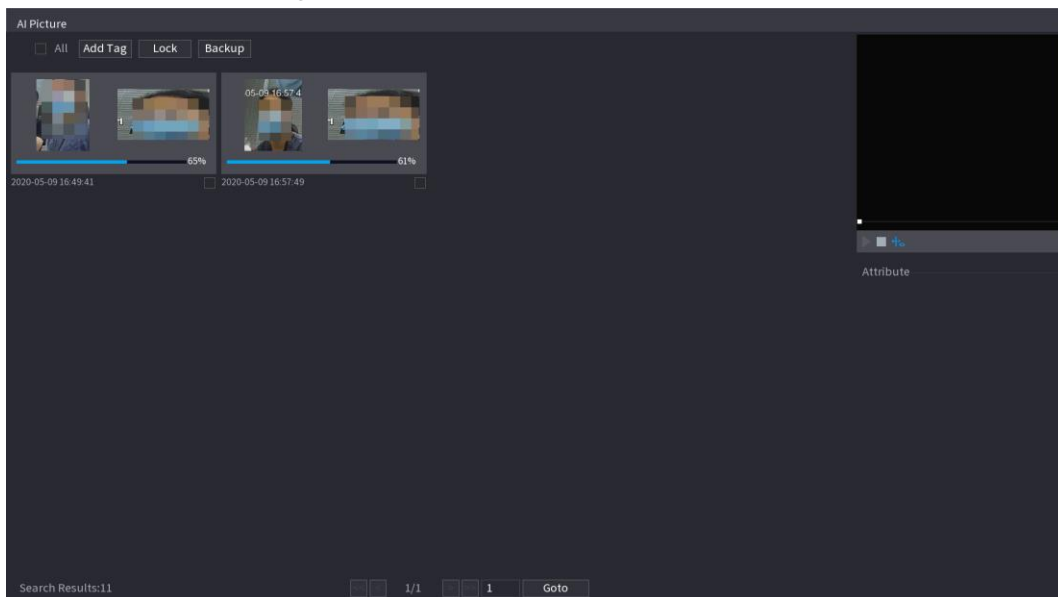 AI Picture
All Add Tag Lock Backup
05-09 16:57:4
65% 61%
2020-05-09 16:49:41 2020-05-09 16:57:49
Attribute
Search Results:11 1/1 1 Goto